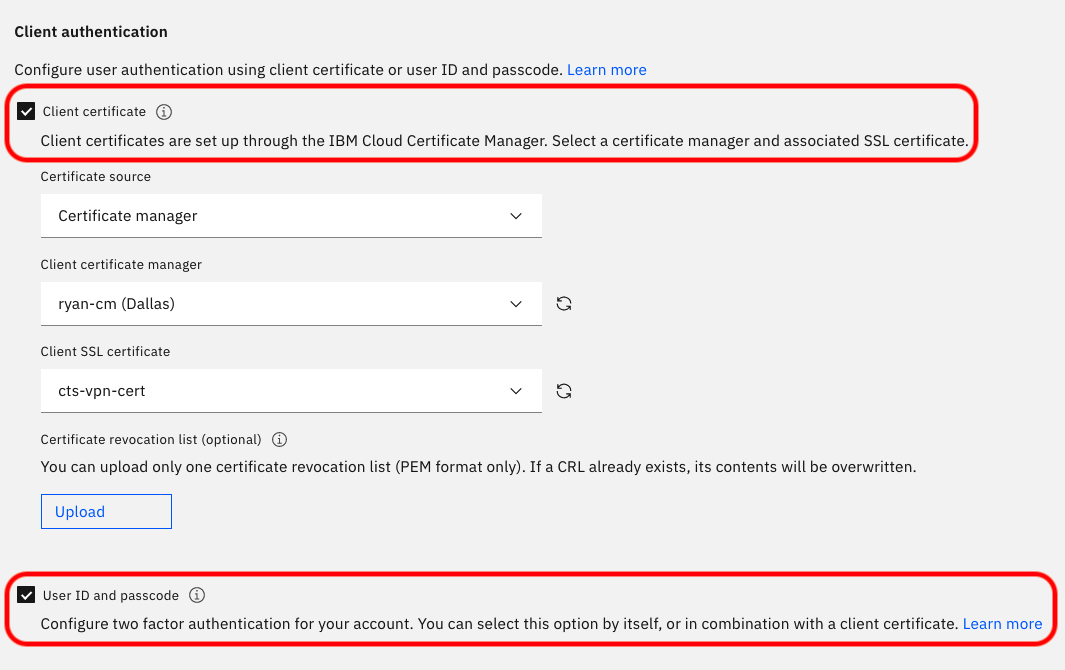 Client authentication
Configure user authentication using client certificate or user ID and passcode. Learn more
Client certificate
Client certificates are set up through the IBM Cloud Certificate Manager. Select a certificate manager and associated SSL certificate.
Certificate source
Certificate manager
Client certificate manager
ryan-cm (Dallas)
Client SSL certificate
cts-vpn-cert
Certificate revocation list (optional)
You can upload only one certificate revocation list (PEM format only). If a CRL already exists, its contents will be overwritten.
Upload
User ID and passcode
Configure two factor authentication for your account. You can select this option by itself, or in combination with a client certificate. Learn more